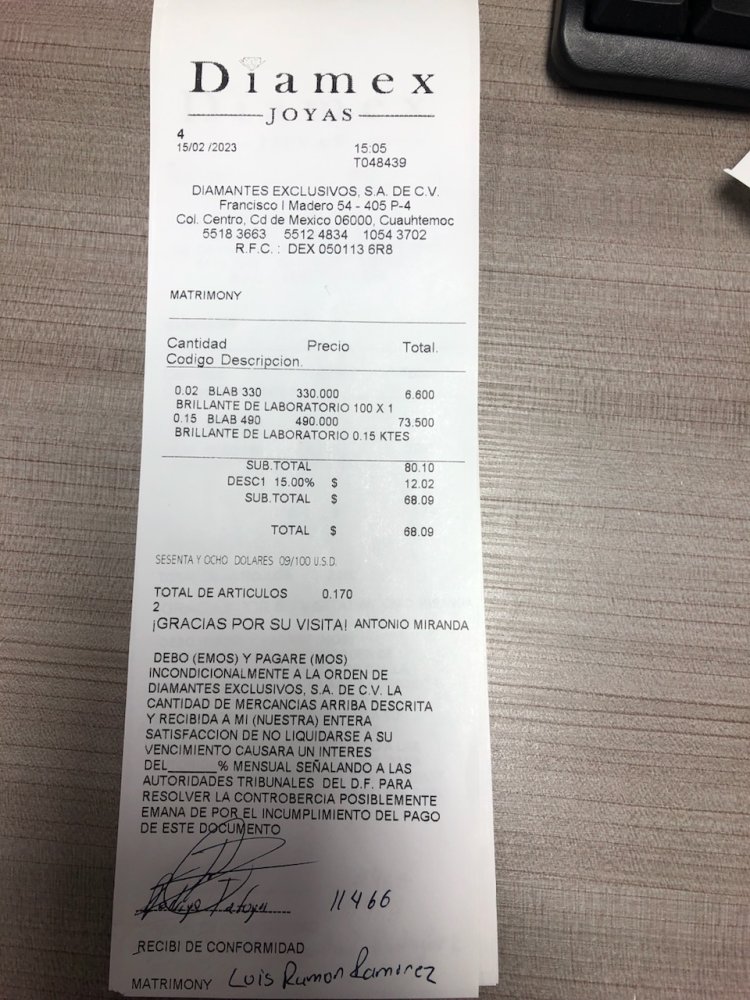 Diamex
JOYAS
4
15/02 /2023 15:05
T048439
DIAMANTES EXCLUSIVOS, S.A. DE C.V.
Francisco I Madero 54 - 405 P-4
Col. Centro, Cd de Mexico 06000, Cuauhtemoc
5518 3663 5512 4834 1054 3702
R.F.C. : DEX 050113 6R8
MATRIMONY
Cantidad Precio Total.
Codigo Descripcion.
0.02 BLAB 330 330.000 6.600
BRILLANTE DE LABORATORIO 100 X 1
0.15 BLAB 490 490.000 73.500
BRILLANTE DE LABORATORIO 0.15 KTES
SUB.TOTAL 80.10
DESC1 15.00% $ 12.02
SUB.TOTAL $ 68.09
TOTAL $ 68.09
SESENTA Y OCHO DOLARES 09/100 U.S.D.
TOTAL DE ARTICULOS 0.170
2
¡GRACIAS POR SU VISITA! ANTONIO MIRANDA
DEBO (EMOS) Y PAGARE (MOS)
INCONDICIONALMENTE A LA ORDEN DE
DIAMANTES EXCLUSIVOS, S.A. DE C.V. LA
CANTIDAD DE MERCANCIAS ARRIBA DESCRITA
Y RECIBIDA A MI (NUESTRA) ENTERA
SATISFACCION DE NO LIQUIDARSE A SU
VENCIMIENTO CAUSARA UN INTERES
DEL______% MENSUAL SEÑALANDO A LAS
AUTORIDADES TRIBUNALES DEL D.F. PARA
RESOLVER LA CONTROBERCIA POSIBLEMENTE
EMANA DE POR EL INCUMPLIMIENTO DEL PAGO
DE ESTE DOCUMENTO
11466
RECIBI DE CONFORMIDAD
MATRIMONY Luis Ramon Ramirez